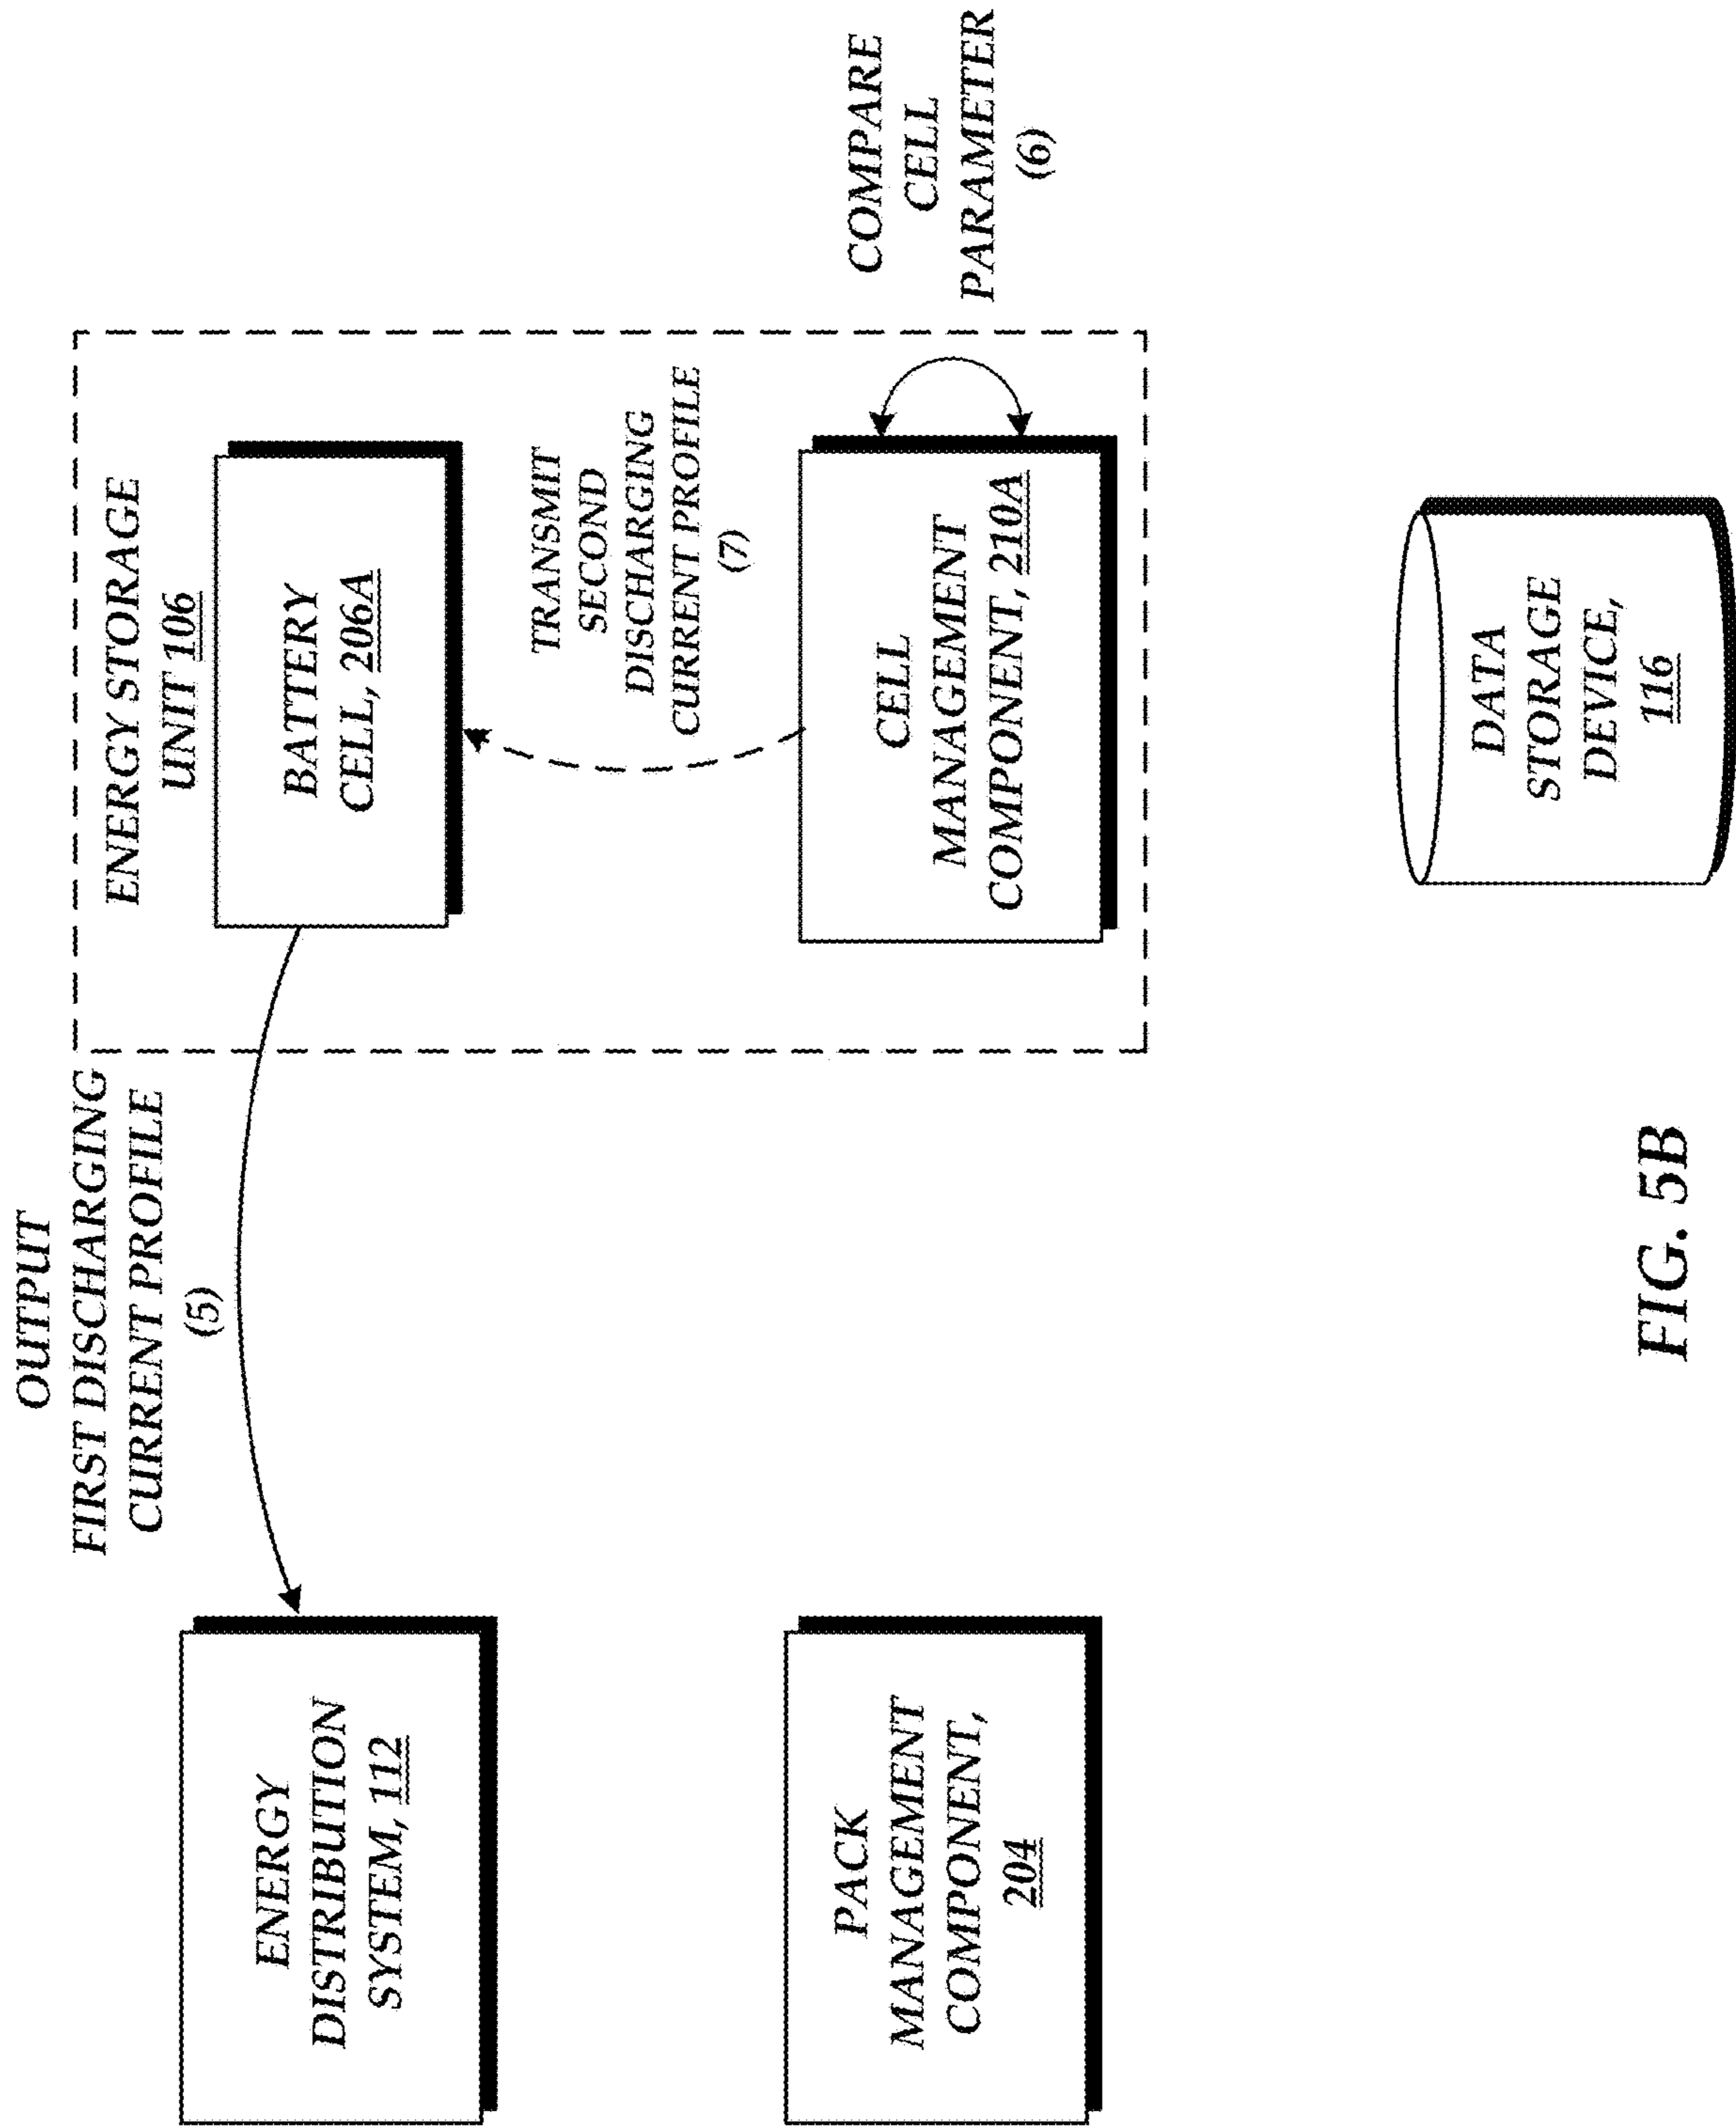 OUTPUT
FIRST DISCHARGING
CURRENT PROFILE
(5)
ENERGY STORAGE
UNIT 106
ENERGY
DISTRIBUTION
SYSTEM, 112
BATTERY
CELL, 206A
TRANSMIT
SECOND
DISCHARGING
CURRENT PROFILE
(7)
PACK
MANAGEMENT
COMPONENT,
204
CELL
MANAGEMENT
COMPONENT, 210A
COMPARE
CELL
PARAMETER
(6)
DATA
STORAGE
DEVICE,
116
FIG. 5B